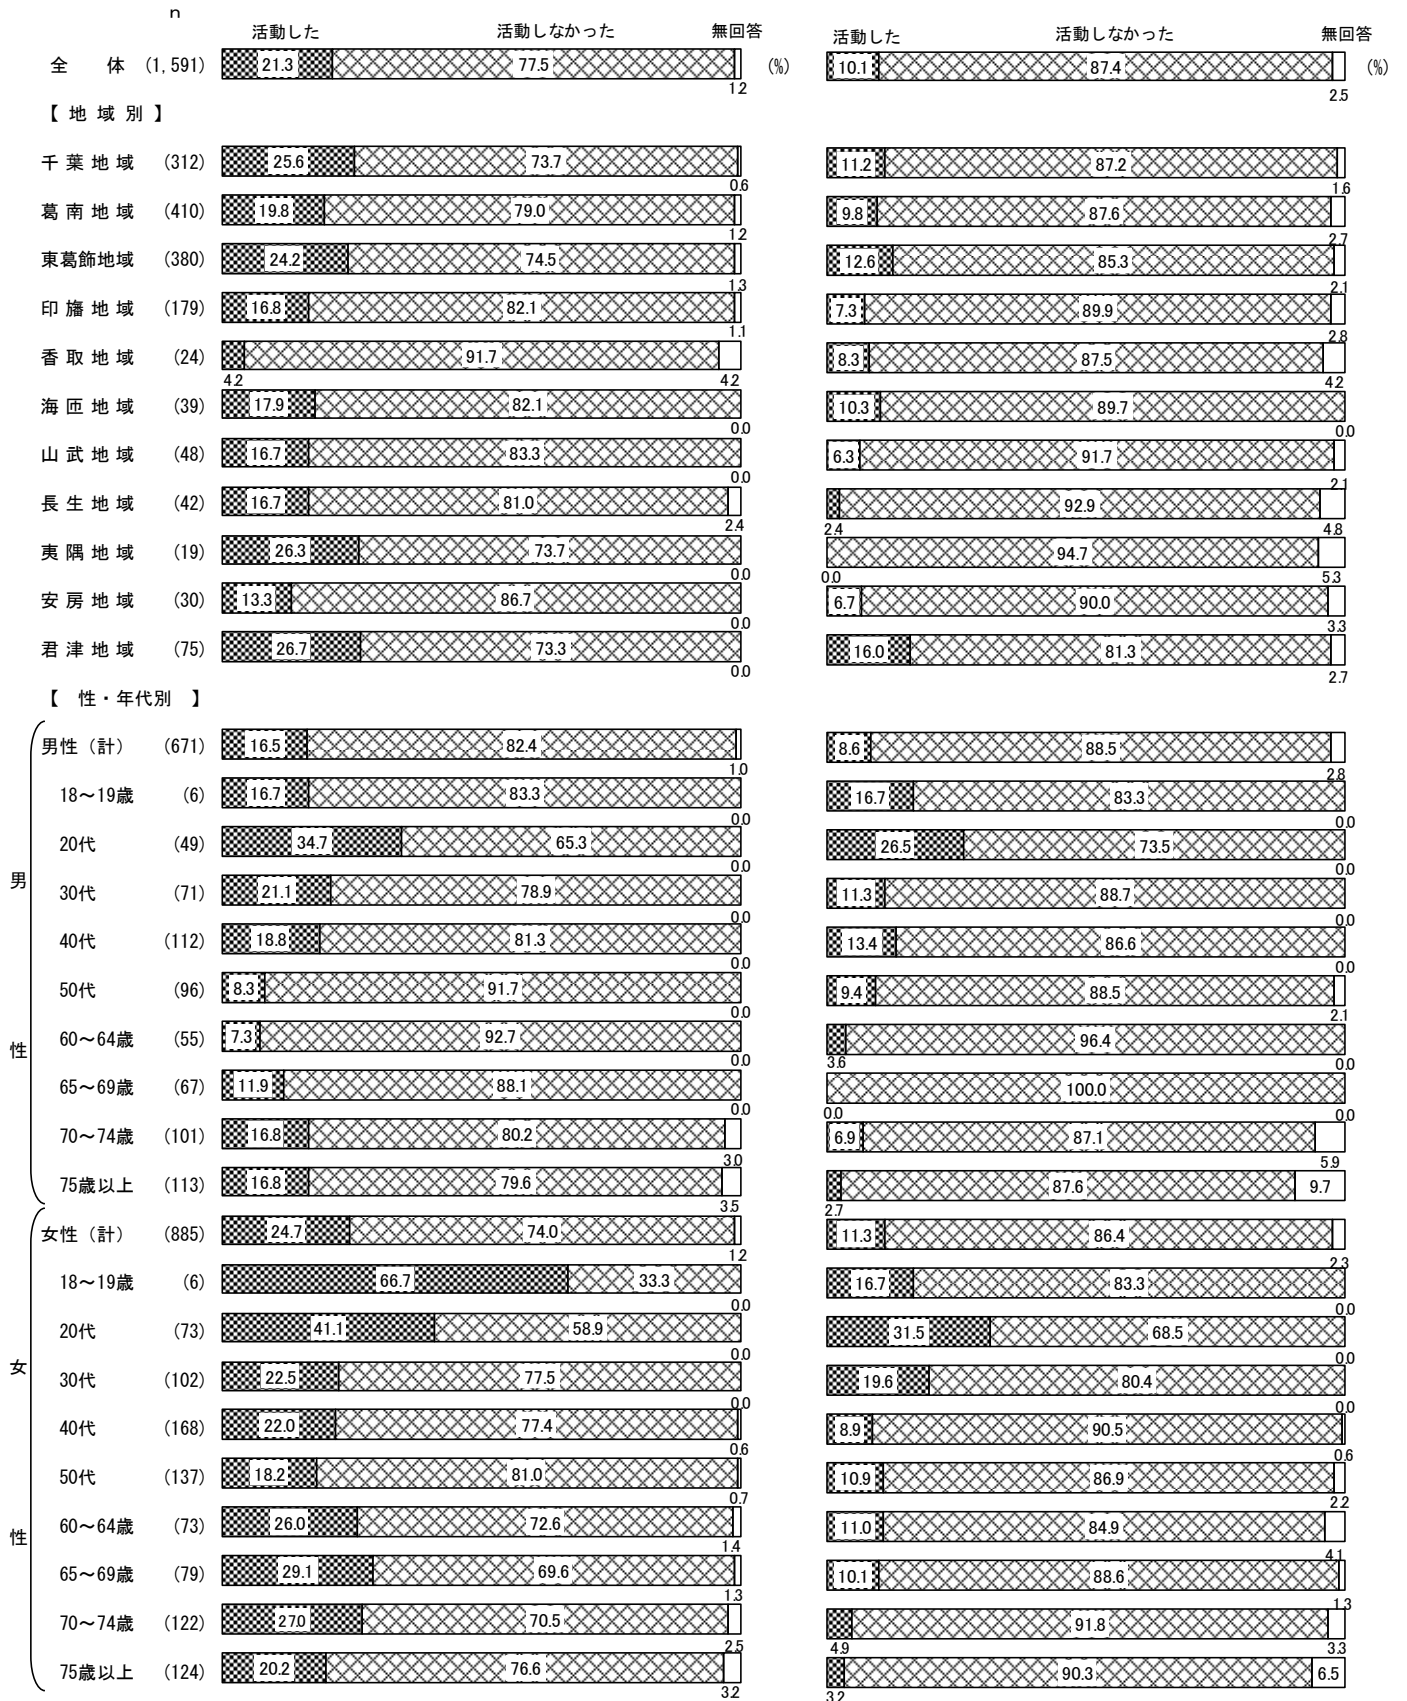 n
活動した 活動しなかった 無回答 活動した 活動しなかった 無回答
全 体 (1,591) 21.3 77.5 1.2 (%) 10.1 87.4 2.5 (%)
【 地 域 別 】
千 葉 地 域 (312) 25.6 73.7 0.6 11.2 87.2 1.6
葛 南 地 域 (410) 19.8 79.0 1.2 9.8 87.6 2.7
東葛飾地域 (380) 24.2 74.5 1.3 12.6 85.3 2.1
印 旛 地 域 (179) 16.8 82.1 1.1 7.3 89.9 2.8
香 取 地 域 (24) 4.2 91.7 4.2 8.3 87.5 4.2
海 匝 地 域 (39) 17.9 82.1 0.0 10.3 89.7 0.0
山 武 地 域 (48) 16.7 83.3 0.0 6.3 91.7 2.1
長 生 地 域 (42) 16.7 81.0 2.4 2.4 92.9 4.8
夷 隅 地 域 (19) 26.3 73.7 0.0 0.0 94.7 5.3
安 房 地 域 (30) 13.3 86.7 0.0 6.7 90.0 3.3
君 津 地 域 (75) 26.7 73.3 0.0 16.0 81.3 2.7
【 性・年代別 】
男性（計） (671) 16.5 82.4 1.0 8.6 88.5 2.8
18～19歳 (6) 16.7 83.3 0.0 16.7 83.3 0.0
20代 (49) 34.7 65.3 0.0 26.5 73.5 0.0
男
30代 (71) 21.1 78.9 0.0 11.3 88.7 0.0
40代 (112) 18.8 81.3 0.0 13.4 86.6 0.0
50代 (96) 8.3 91.7 0.0 9.4 88.5 2.1
性
60～64歳 (55) 7.3 92.7 0.0 3.6 96.4 0.0
65～69歳 (67) 11.9 88.1 0.0 0.0 100.0 0.0
70～74歳 (101) 16.8 80.2 3.0 6.9 87.1 5.9
75歳以上 (113) 16.8 79.6 3.5 2.7 87.6 9.7
女性（計） (885) 24.7 74.0 1.2 11.3 86.4 2.3
18～19歳 (6) 66.7 33.3 0.0 16.7 83.3 0.0
20代 (73) 41.1 58.9 0.0 31.5 68.5 0.0
女
30代 (102) 22.5 77.5 0.0 19.6 80.4 0.0
40代 (168) 22.0 77.4 0.6 8.9 90.5 0.6
50代 (137) 18.2 81.0 0.7 10.9 86.9 2.2
性
60～64歳 (73) 26.0 72.6 1.4 11.0 84.9 4.1
65～69歳 (79) 29.1 69.6 1.3 10.1 88.6 1.3
70～74歳 (122) 27.0 70.5 2.5 4.9 91.8 3.3
75歳以上 (124) 20.2 76.6 3.2 3.2 90.3 6.5